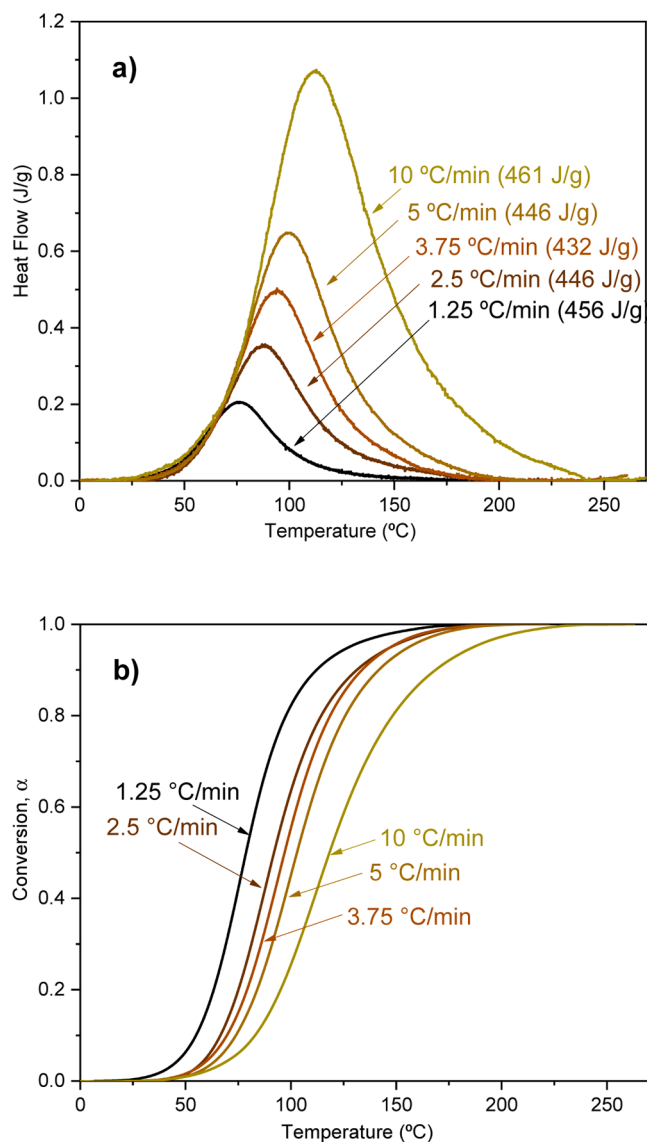 a)
Heat Flow (J/g)
1.2
1.0
0.8
0.6
0.4
0.2
0.0
10 ºC/min (461 J/g)
5 ºC/min (446 J/g)
3.75 ºC/min (432 J/g)
2.5 ºC/min (446 J/g)
1.25 ºC/min (456 J/g)
0 50 100 150 200 250
Temperature (ºC)
b)
Conversion, α
1.0
0.8
0.6
0.4
0.2
0.0
1.25 °C/min
2.5 °C/min
10 °C/min
5 °C/min
3.75 °C/min
0 50 100 150 200 250
Temperature (ºC)